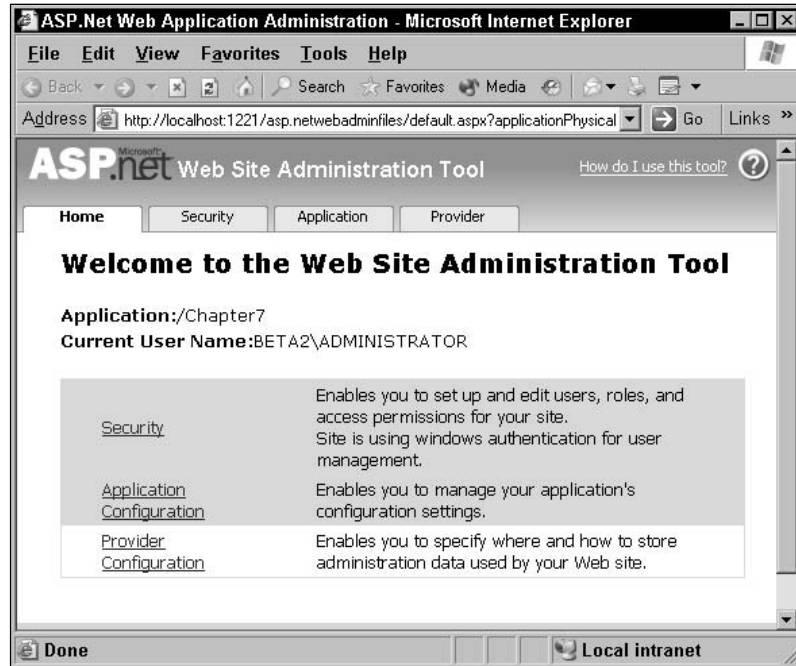 ASP.Net Web Application Administration - Microsoft Internet Explorer
File Edit View Favorites Tools Help
Back Search Favorites Media
Address http://localhost:1221/asp.netwebadminfiles/default.aspx?applicationPhysical Go Links »
Microsoft
ASP.net Web Site Administration Tool How do I use this tool? ?
Home Security Application Provider
Welcome to the Web Site Administration Tool
Application:/Chapter7
Current User Name:BETA2\ADMINISTRATOR
Security
Enables you to set up and edit users, roles, and
access permissions for your site.
Site is using windows authentication for user
management.
Application
Configuration
Enables you to manage your application's
configuration settings.
Provider
Configuration
Enables you to specify where and how to store
administration data used by your Web site.
Done Local intranet